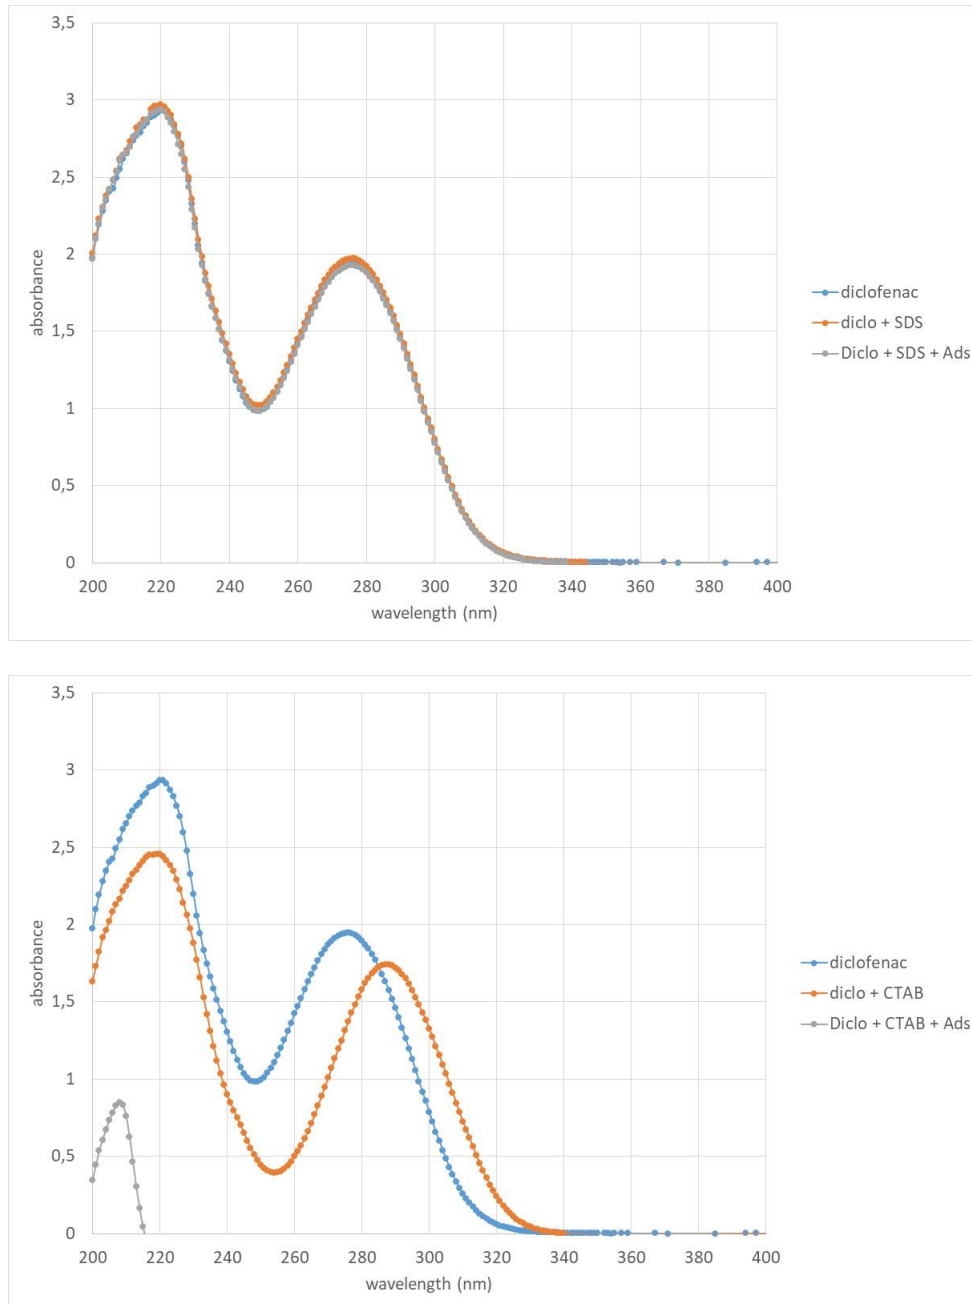 3,5
3
2,5
2
1,5
1
0,5
0
absorbance
200 220 240 260 280 300 320 340 360 380 400
wavelength (nm)
diclofenac
diclo + SDS
Diclo + SDS + Ads
3,5
3
2,5
2
1,5
1
0,5
0
absorbance
200 220 240 260 280 300 320 340 360 380 400
wavelength (nm)
diclofenac
diclo + CTAB
Diclo + CTAB + Ads